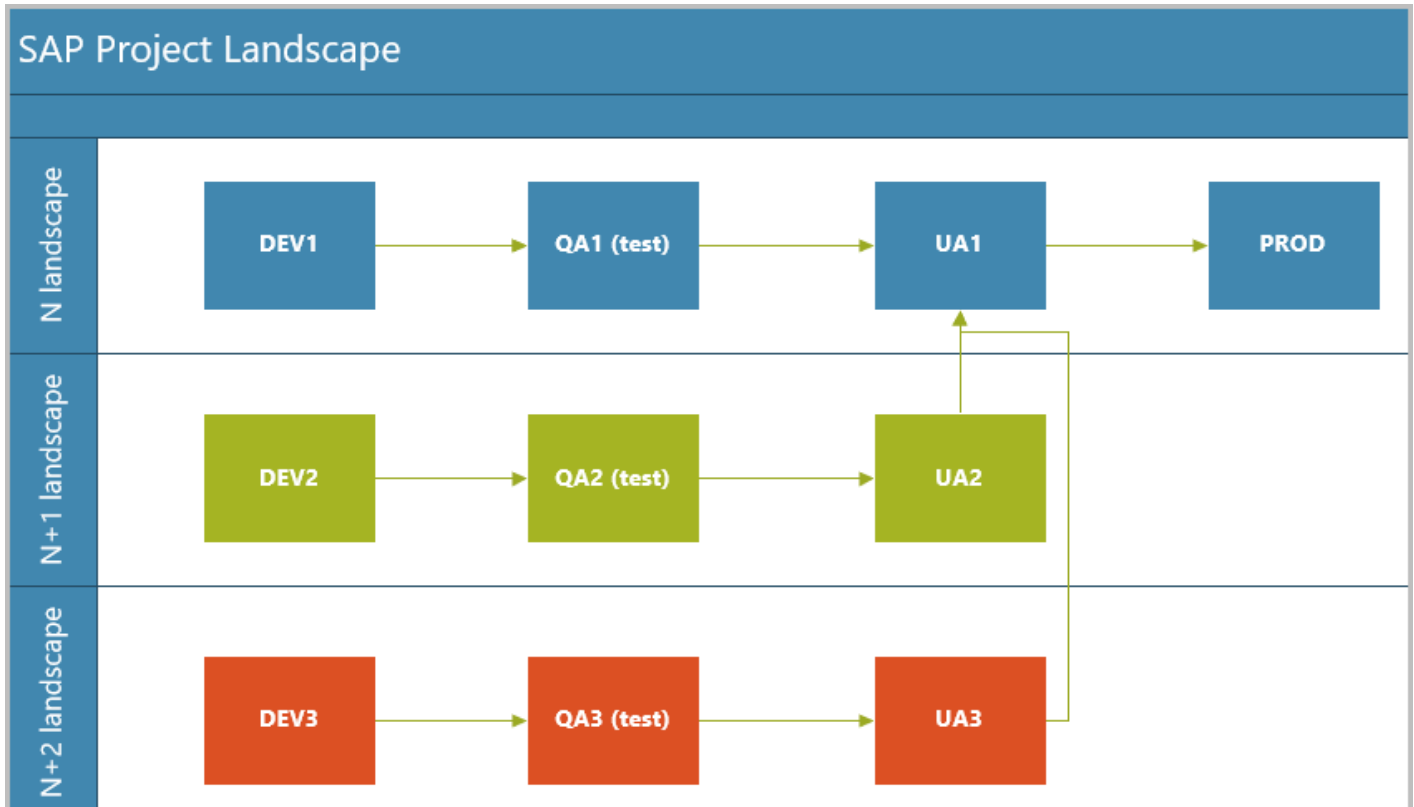 SAP Project Landscape
N landscape
DEV1
QA1 (test)
UA1
PROD
N+1 landscape
DEV2
QA2 (test)
UA2
N+2 landscape
DEV3
QA3 (test)
UA3